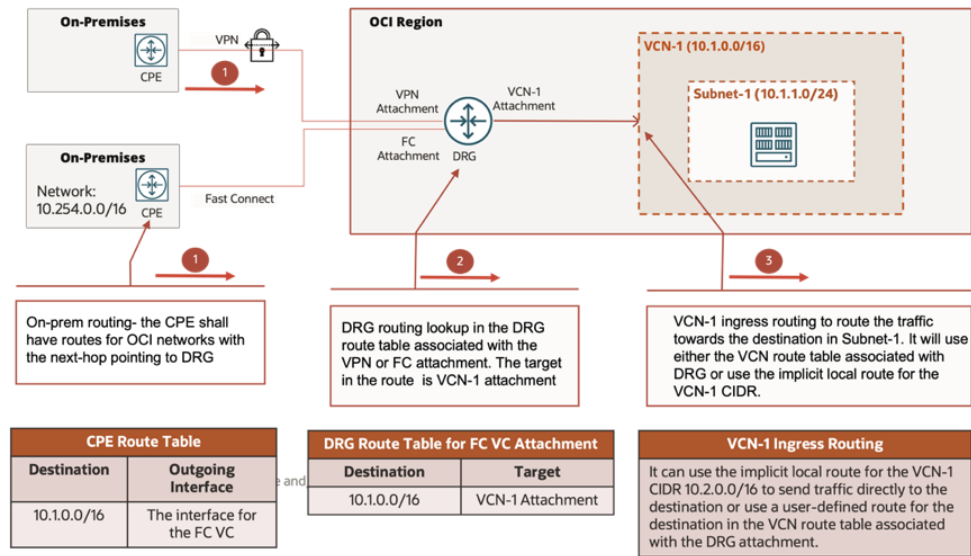 On-Premises
CPE
VPN
1
On-Premises
Network:
10.254.0.0/16
CPE
Fast Connect
OCI Region
VPN
Attachment
FC
Attachment
DRG
VCN-1
Attachment
VCN-1 (10.1.0.0/16)
Subnet-1 (10.1.1.0/24)
1
On-prem routing- the CPE shall
have routes for OCI networks with
the next-hop pointing to DRG
2
DRG routing lookup in the DRG
route table associated with the
VPN or FC attachment. The target
in the route is VCN-1 attachment
3
VCN-1 ingress routing to route the traffic
towards the destination in Subnet-1. It will use
either the VCN route table associated with
DRG or use the implicit local route for the
VCN-1 CIDR.
CPE Route Table
Destination Outgoing
Interface
10.1.0.0/16 The interface for
the FC VC
and
DRG Route Table for FC VC Attachment
Destination Target
10.1.0.0/16 VCN-1 Attachment
VCN-1 Ingress Routing
It can use the implicit local route for the VCN-1
CIDR 10.2.0.0/16 to send traffic directly to the
destination or use a user-defined route for the
destination in the VCN route table associated
with the DRG attachment.